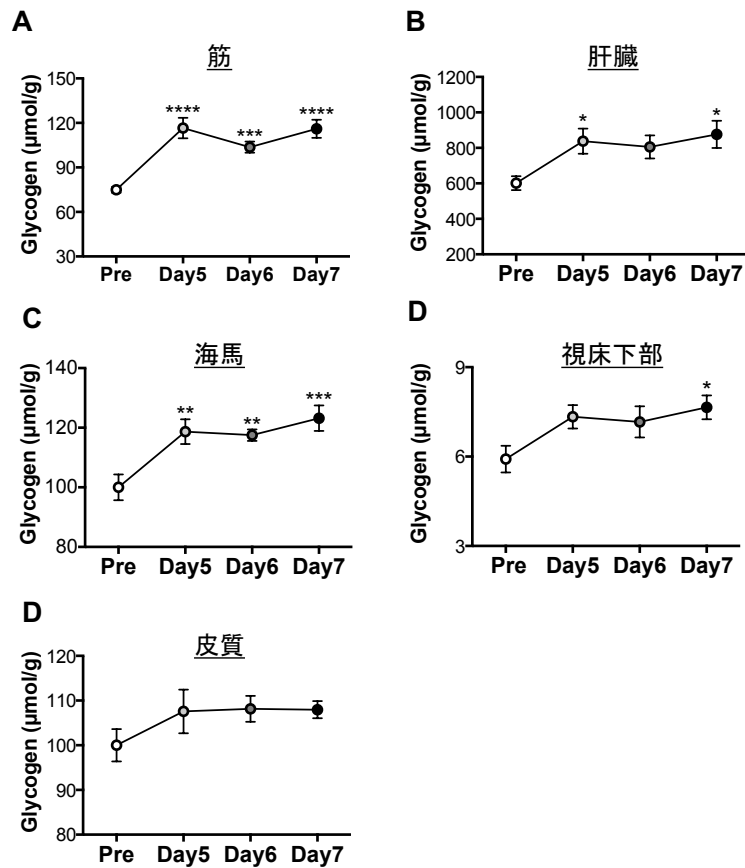 A
筋
Glycogen (µmol/g)
150
120
90
60
30
****
***
****
Pre Day5 Day6 Day7
B
肝臓
Glycogen (µmol/g)
1200
1000
800
600
400
200
*
*
Pre Day5 Day6 Day7
C
海馬
Glycogen (µmol/g)
140
120
100
80
**
**
***
Pre Day5 Day6 Day7
D
視床下部
Glycogen (µmol/g)
9
6
3
*
Pre Day5 Day6 Day7
D
皮質
Glycogen (µmol/g)
120
110
100
90
80
Pre Day5 Day6 Day7